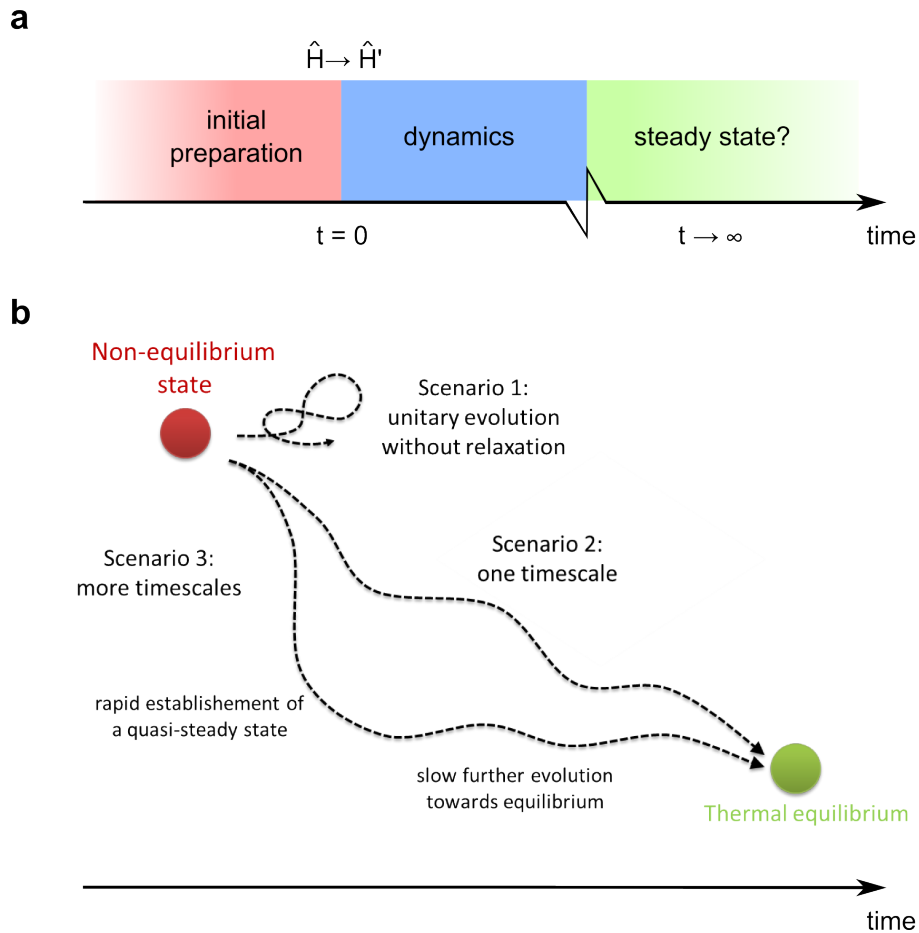 a
Ĥ→ Ĥ'
initial
preparation
dynamics
steady state?
t = 0
t → ∞
time
b
Non-equilibrium
state
Scenario 1:
unitary evolution
without relaxation
Scenario 3:
more timescales
Scenario 2:
one timescale
rapid establishement of
a quasi-steady state
slow further evolution
towards equilibrium
Thermal equilibrium
time